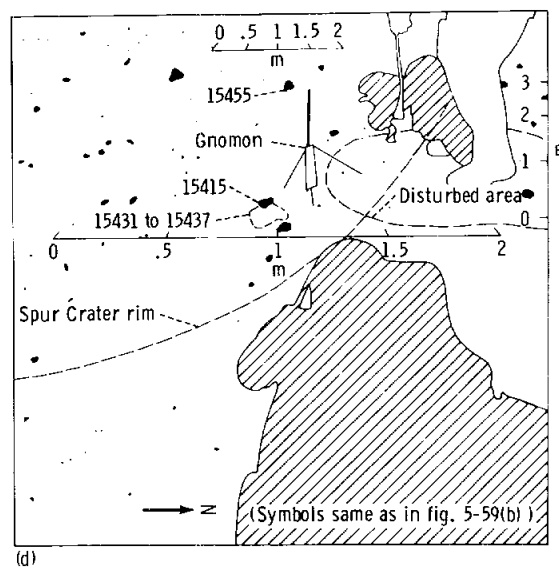 0 .5 1 1.5 2
m
15455
3
Gnomon
2
1
15415
Disturbed area
15431 to 15437
0
0 .5 1 1.5 2
m
Spur Crater rim
N
(Symbols same as in fig. 5-59(b) )
(d)